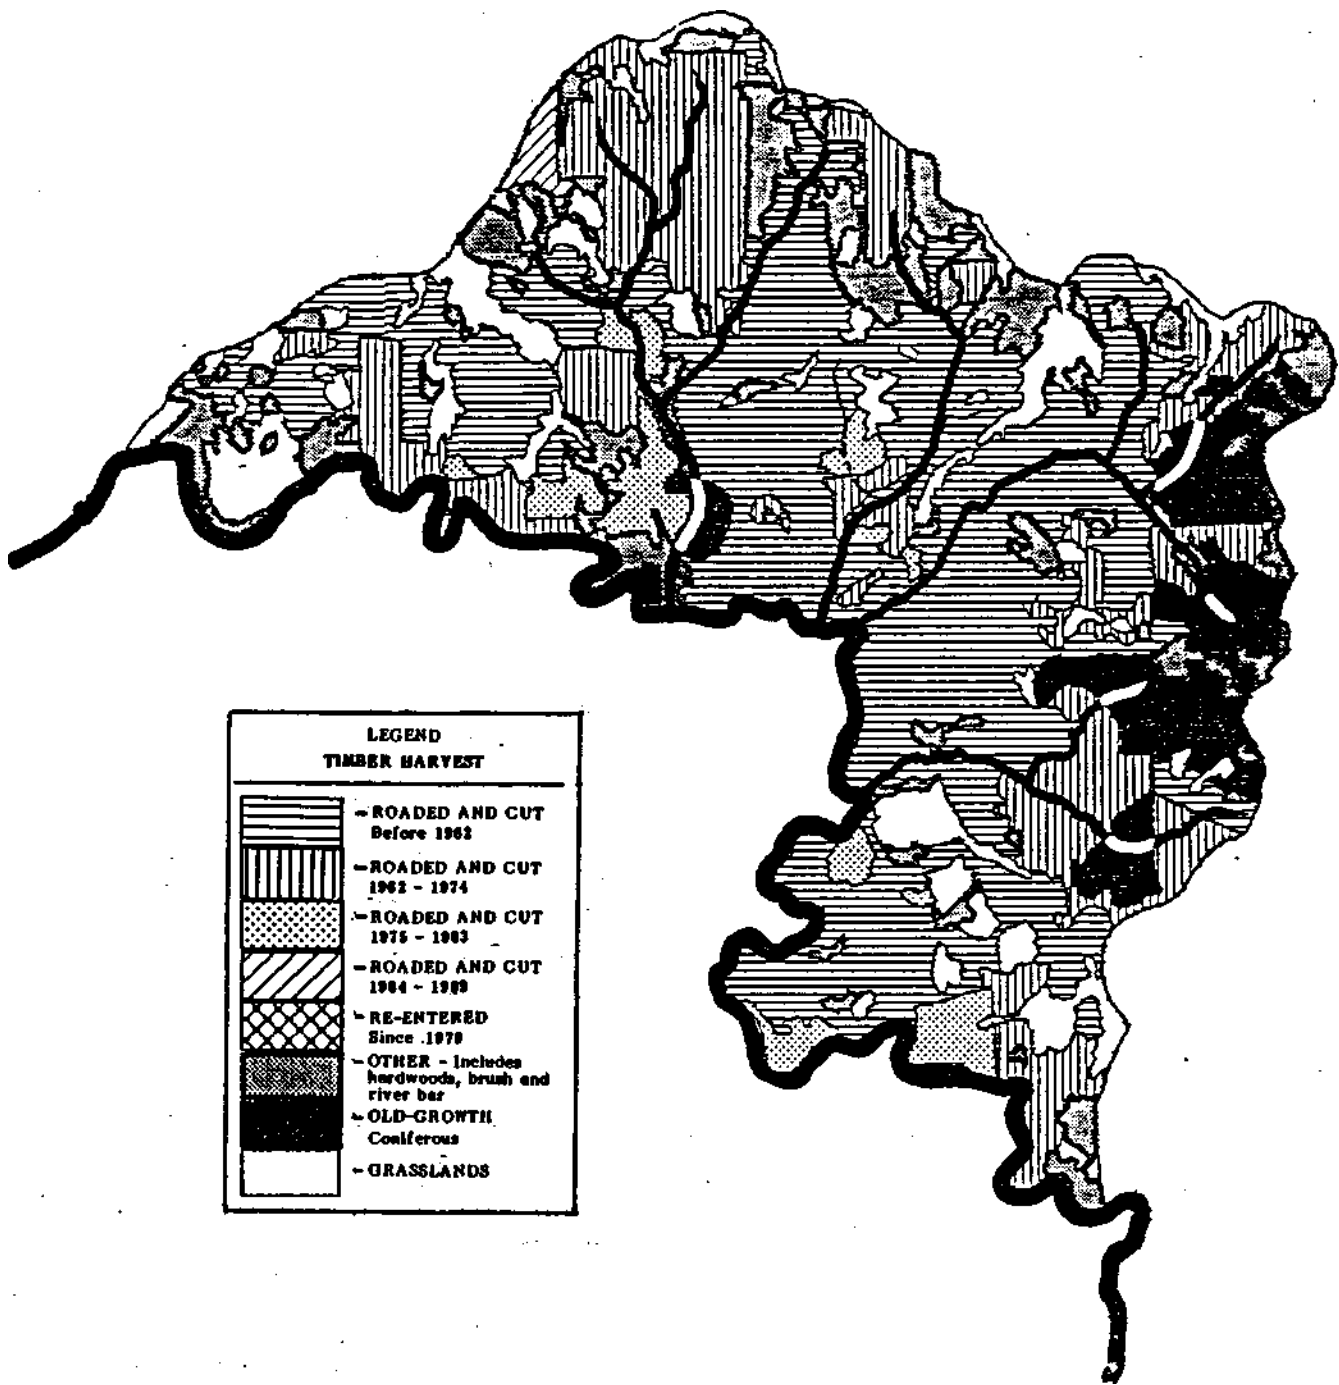 LEGEND
TIMBER HARVEST
- ROADED AND CUT
Before 1962
- ROADED AND CUT
1962 - 1974
- ROADED AND CUT
1975 - 1983
- ROADED AND CUT
1984 - 1989
- RE-ENTERED
Since .1979
- OTHER - Includes
hardwoods, brush and
river bar
- OLD-GROWTH
Coniferous
- GRASSLANDS